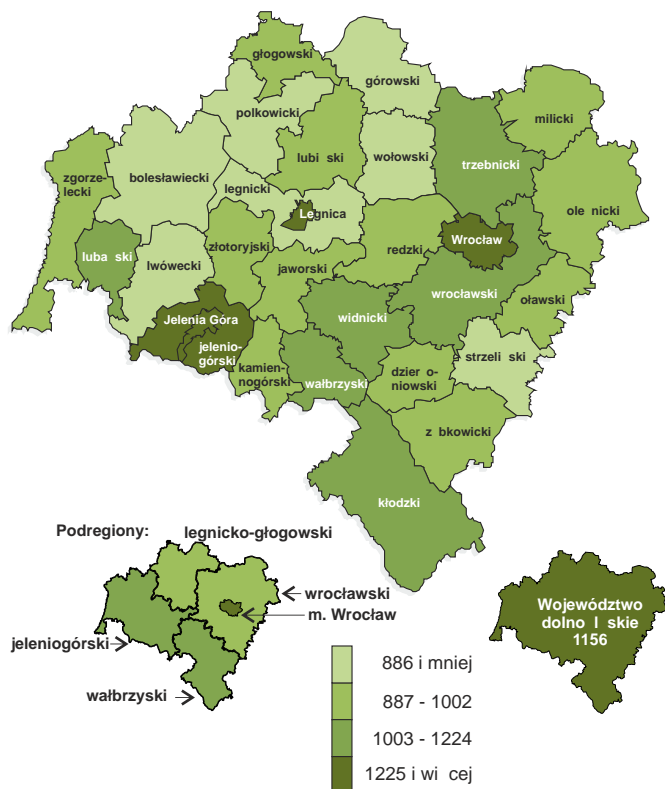 głogowski
górowski
milicki
polkowicki
lubi ski
wołowski
trzebnicki
zgorze-
lecki
bolesławiecki
legnicki
Legnica
ole nicki
luba ski
lwówecki
złotoryjski
redzki
Wrocław
jaworski
wrocławski
oławski
Jelenia Góra
widnicki
jelenio-
górski
kamien-
nogórski
wałbrzyski
dzier o-
niowski
strzeli ski
z bkowicki
kłodzki
Podregiony:
legnicko-głogowski
wrocławski
m. Wrocław
jeleniogórski
wałbrzyski
886 i mniej
887 - 1002
1003 - 1224
1225 i wi cej
Województwo
dolno l skie
1156